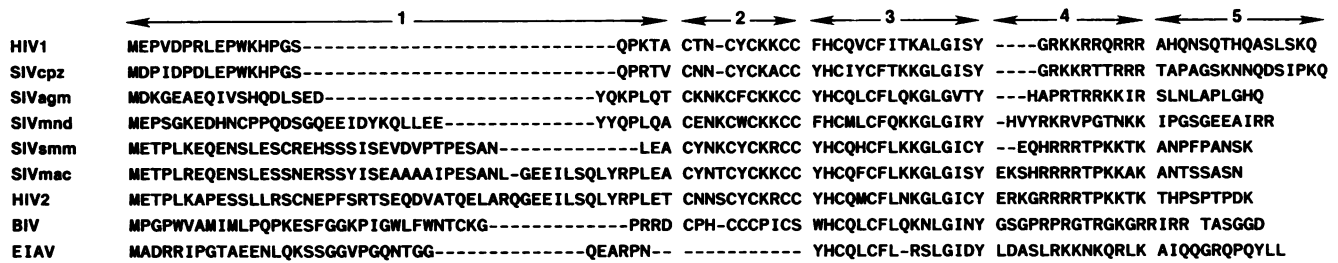 1 2 3 4 5
HIV1 MEPVDPRLEPWKHPGS--------------------------------QPKTA CTN-CYCKKCC FHCQVCFITKALGISY ----GRKKRRQRRR AHQNSQTHQASLSKQ
SIVcpz MDPIDPDLEPWKHPGS--------------------------------QPRTV CNN-CYCKACC YHCIYCFTKKGLGISY ----GRKKRTTRRR TAPAGSKNNQDSIPKQ
SIVagm MDKGEAEQIVSHQDLSED----------------------------YQKPLQT CKNKCFCKKCC YHCQLCFLQKGLGVTY ---HAPRTRRKKIR SLNLAPLGHQ
SIVmnd MEPSGKEDHNCPPQDSGQEEIDYKQLLEE----------------YYQPLQA CENKCWCKKCC FHCMLCFQKKGLGIRY -HVYRKRVPGTNKK IPGSGEEAIRR
SIVsmm METPLKEQENSLESCREHSSSISEVDVPTPESAN---------------LEA CYNKCYCKRCC YHCQHCFLKKGLGICY --EQHRRRTPKKTK ANPFPANSK
SIVmac METPLREQENSLESSNERSSYISEAAAAIPESANL-GEEILSQLYRPLEA CYNTCYCKKCC YHCQFCFLKKGLGICY EKSHRRRRTPKKAK ANTSSASN
HIV2 METPLKAPESSLLRSCNEPFSRTSEQDVATQELARQGEEILSQLYRPLET CNNSCYCKRCC YHCQMCFLNKGLGICY ERKGRRRRTPKKTK THPSPTPDK
BIV MPGPWVAMIMLPQPKESFGGKPIGWLFWNTCKG-------------PRRD CPH-CCCPICS WHCQLCFLQKNLGINY GSGPRPRGTRGKGRRIRR TASGGD
EIAV MADRRIPGTAEENLQKSSGGVPGQNTGG---------------QEARPN-- ------------ YHCQLCFL-RSLGIDY LDASLRKKNKQRLK AIQQGRQPQYLL